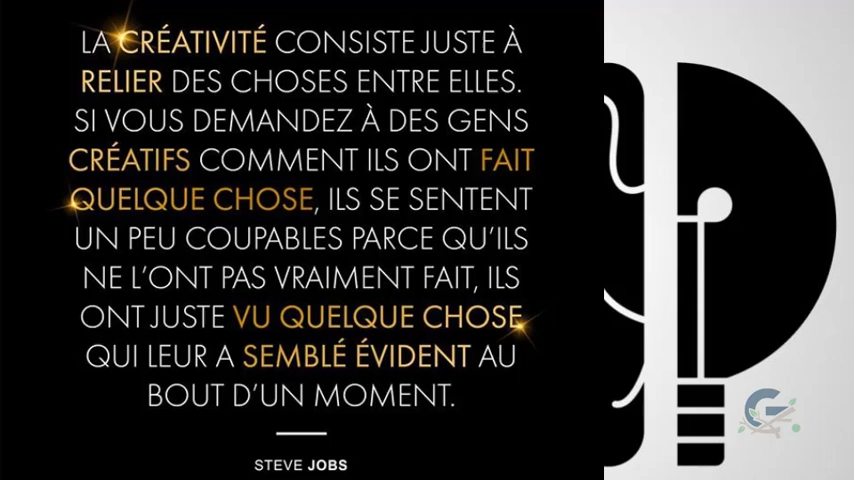 LA CRÉATIVITÉ CONSISTE JUSTE À
RELIER DES CHOSES ENTRE ELLES.
SI VOUS DEMANDEZ À DES GENS
CRÉATIFS COMMENT ILS ONT FAIT
QUELQUE CHOSE, ILS SE SENTENT
UN PEU COUPABLES PARCE QU'ILS
NE L'ONT PAS VRAIMENT FAIT, ILS
ONT JUSTE VU QUELQUE CHOSE
QUI LEUR A SEMBLÉ ÉVIDENT AU
BOUT D'UN MOMENT.
STEVE JOBS
G